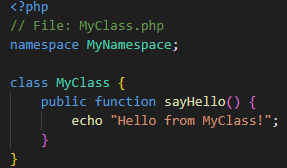 <?php
// File: MyClass.php
namespace MyNamespace;

class MyClass {
    public function sayHello() {
        echo "Hello from MyClass!";
    }
}